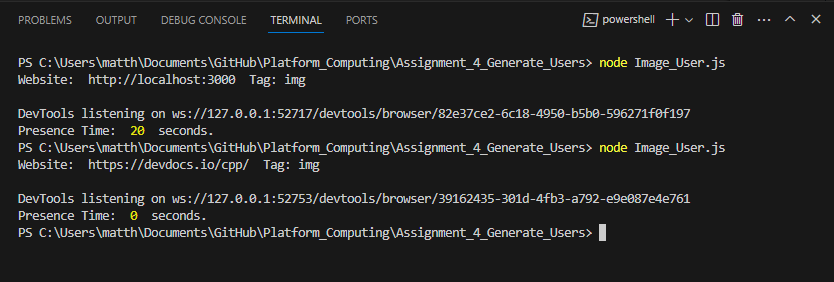 PROBLEMS OUTPUT DEBUG CONSOLE TERMINAL PORTS powershell
PS C:\Users\matth\Documents\GitHub\Platform_Computing\Assignment_4_Generate_Users> node Image_User.js
Website:  http://localhost:3000  Tag: img
DevTools listening on ws://127.0.0.1:52717/devtools/browser/82e37ce2-6c18-4950-b5b0-596271f0f197
Presence Time:  20  seconds.
PS C:\Users\matth\Documents\GitHub\Platform_Computing\Assignment_4_Generate_Users> node Image_User.js
Website:  https://devdocs.io/cpp/  Tag: img
DevTools listening on ws://127.0.0.1:52753/devtools/browser/39162435-301d-4fb3-a792-e9e087e4e761
Presence Time:  0  seconds.
PS C:\Users\matth\Documents\GitHub\Platform_Computing\Assignment_4_Generate_Users>